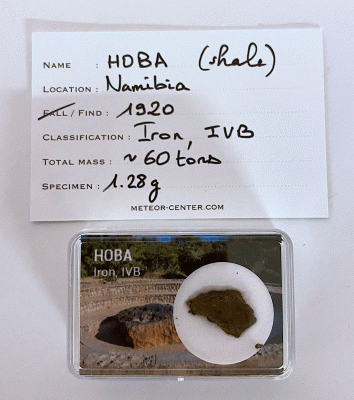 NAME : HOBA (shale)
LOCATION : Namibia
FALL / FIND : 1920
CLASSIFICATION : Iron, IVB
TOTAL MASS : ~ 60 tons
SPECIMEN : 1.28 g
METEOR-CENTER.COM
HOBA
Iron, IVB